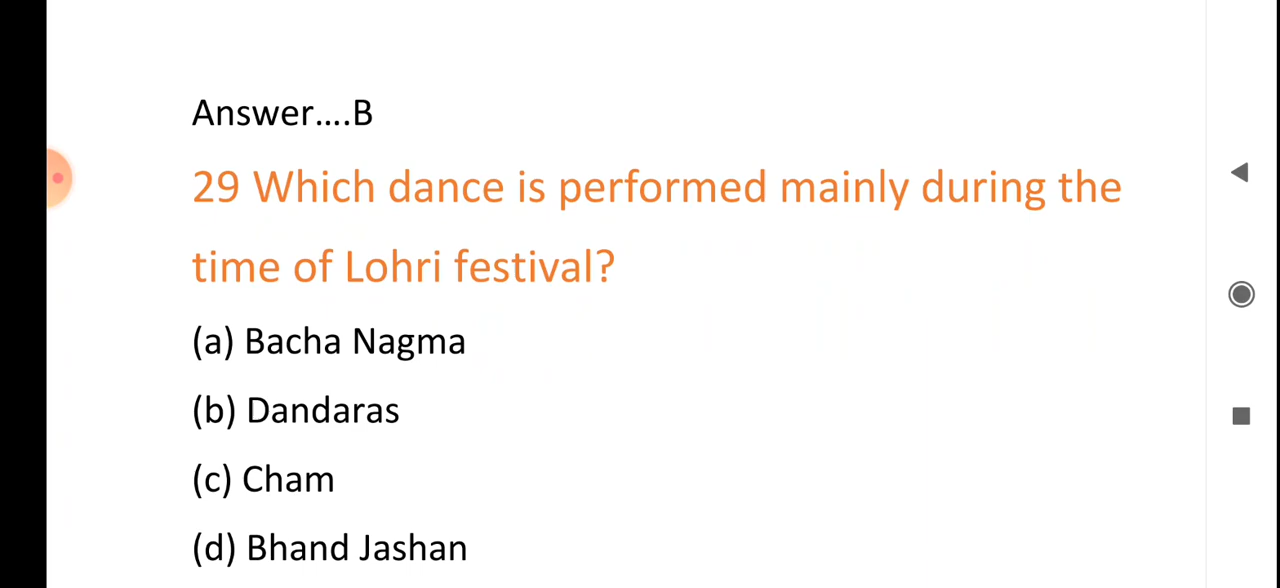 Answer....B
29 Which dance is performed mainly during the
time of Lohri festival?
(a) Bacha Nagma
(b) Dandaras
(c) Cham
(d) Bhand Jashan